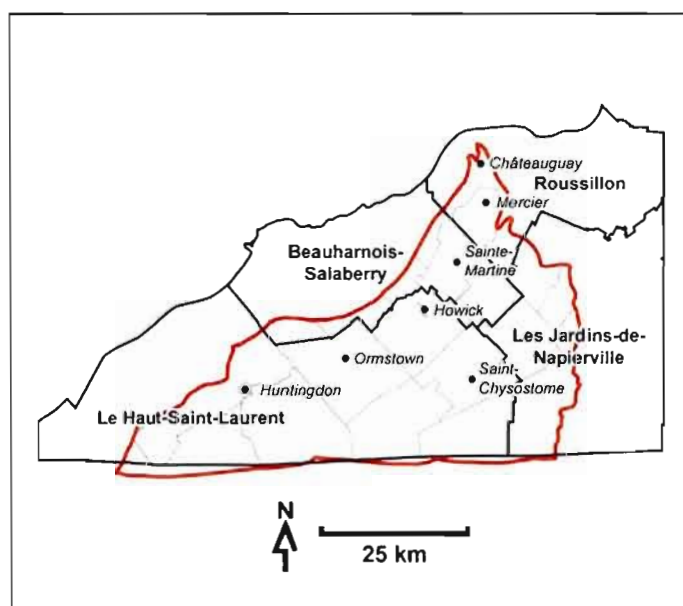 Châteauguay
Roussillon
Mercier
Beauharnois-
Salaberry
Sainte-
Martine
Howick
Les Jardins-de-
Napierville
Ormstown
Saint-
Chysostome
Huntingdon
Le Haut-Saint-Laurent
N
25 km